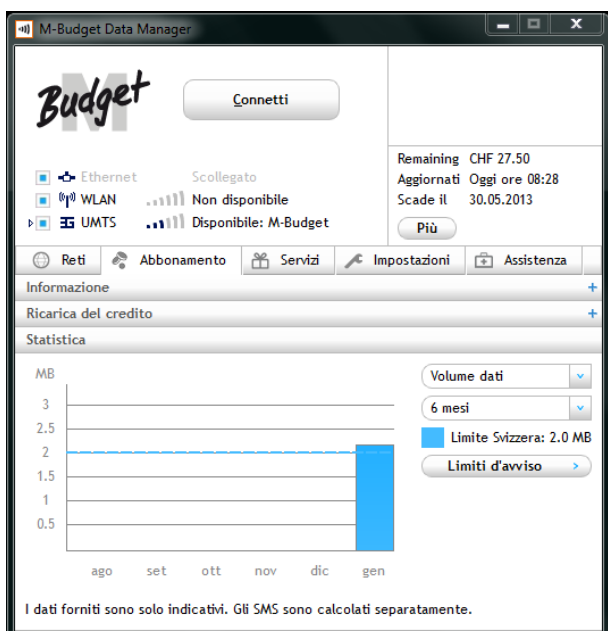 M-Budget Data Manager
M Budget
Connetti
Remaining CHF 27.50
Ethernet Scollegato
Aggiornati Oggi ore 08:28
WLAN Non disponibile
Scade il 30.05.2013
3G UMTS Disponibile: M-Budget
Più
Reti Abbonamento Servizi Impostazioni Assistenza
Informazione +
Ricarica del credito +
Statistica
MB
Volume dati
3
6 mesi
2.5
Limite Svizzera: 2.0 MB
2
Limiti d'avviso
1.5
1
0.5
ago set ott nov dic gen
I dati forniti sono solo indicativi. Gli SMS sono calcolati separatamente.